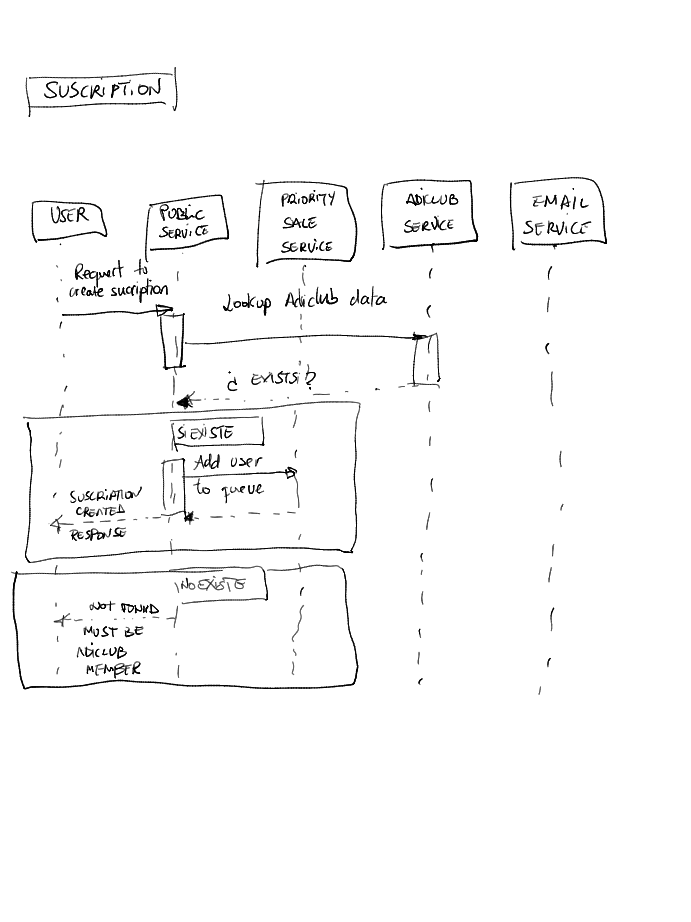 SUSCRIPTION
USER
PUBLIC
SERVICE
PRIORITY
SALE
SERVICE
ADICLUB
SERVICE
EMAIL
SERVICE
Request to
create sucription
Lookup Adiclub data
¿ EXISTS?
SI EXISTE
Add user
to queue
SUSCRIPTION
CREATED
RESPONSE
NO EXISTE
NOT FOUND
MUST BE
ADICLUB
MEMBER